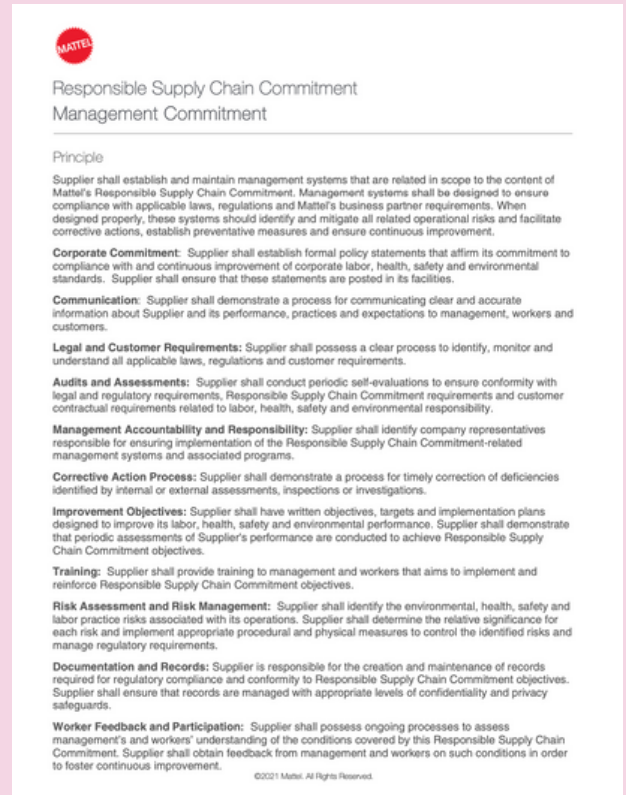 MATTEL
Responsible Supply Chain Commitment
Management Commitment
Principle
Supplier shall establish and maintain management systems that are related in scope to the content of
Mattel's Responsible Supply Chain Commitment. Management systems shall be designed to ensure
compliance with applicable laws, regulations and Mattel's business partner requirements. When
designed properly, these systems should identify and mitigate all related operational risks and facilitate
corrective actions, establish preventative measures and ensure continuous improvement.
Corporate Commitment: Supplier shall establish formal policy statements that affirm its commitment to
compliance with and continuous improvement of corporate labor, health, safety and environmental
standards. Supplier shall ensure that these statements are posted in its facilities.
Communication: Supplier shall demonstrate a process for communicating clear and accurate
information about Supplier and its performance, practices and expectations to management, workers and
customers.
Legal and Customer Requirements: Supplier shall possess a clear process to identify, monitor and
understand all applicable laws, regulations and customer requirements.
Audits and Assessments: Supplier shall conduct periodic self-evaluations to ensure conformity with
legal and regulatory requirements, Responsible Supply Chain Commitment requirements and customer
contractual requirements related to labor, health, safety and environmental responsibility.
Management Accountability and Responsibility: Supplier shall identify company representatives
responsible for ensuring implementation of the Responsible Supply Chain Commitment-related
management systems and associated programs.
Corrective Action Process: Supplier shall demonstrate a process for timely correction of deficiencies
identified by internal or external assessments, inspections or investigations.
Improvement Objectives: Supplier shall have written objectives, targets and implementation plans
designed to improve its labor, health, safety and environmental performance. Supplier shall demonstrate
that periodic assessments of Supplier's performance are conducted to achieve Responsible Supply
Chain Commitment objectives.
Training: Supplier shall provide training to management and workers that aims to implement and
reinforce Responsible Supply Chain Commitment objectives.
Risk Assessment and Risk Management: Supplier shall identify the environmental, health, safety and
labor practice risks associated with its operations. Supplier shall determine the relative significance for
each risk and implement appropriate procedural and physical measures to control the identified risks and
manage regulatory requirements.
Documentation and Records: Supplier is responsible for the creation and maintenance of records
required for regulatory compliance and conformity to Responsible Supply Chain Commitment objectives.
Supplier shall ensure that records are managed with appropriate levels of confidentiality and privacy
safeguards.
Worker Feedback and Participation: Supplier shall possess ongoing processes to assess
management's and workers' understanding of the conditions covered by this Responsible Supply Chain
Commitment. Supplier shall obtain feedback from management and workers on such conditions in order
to foster continuous improvement.
©2021 Mattel. All Rights Reserved.